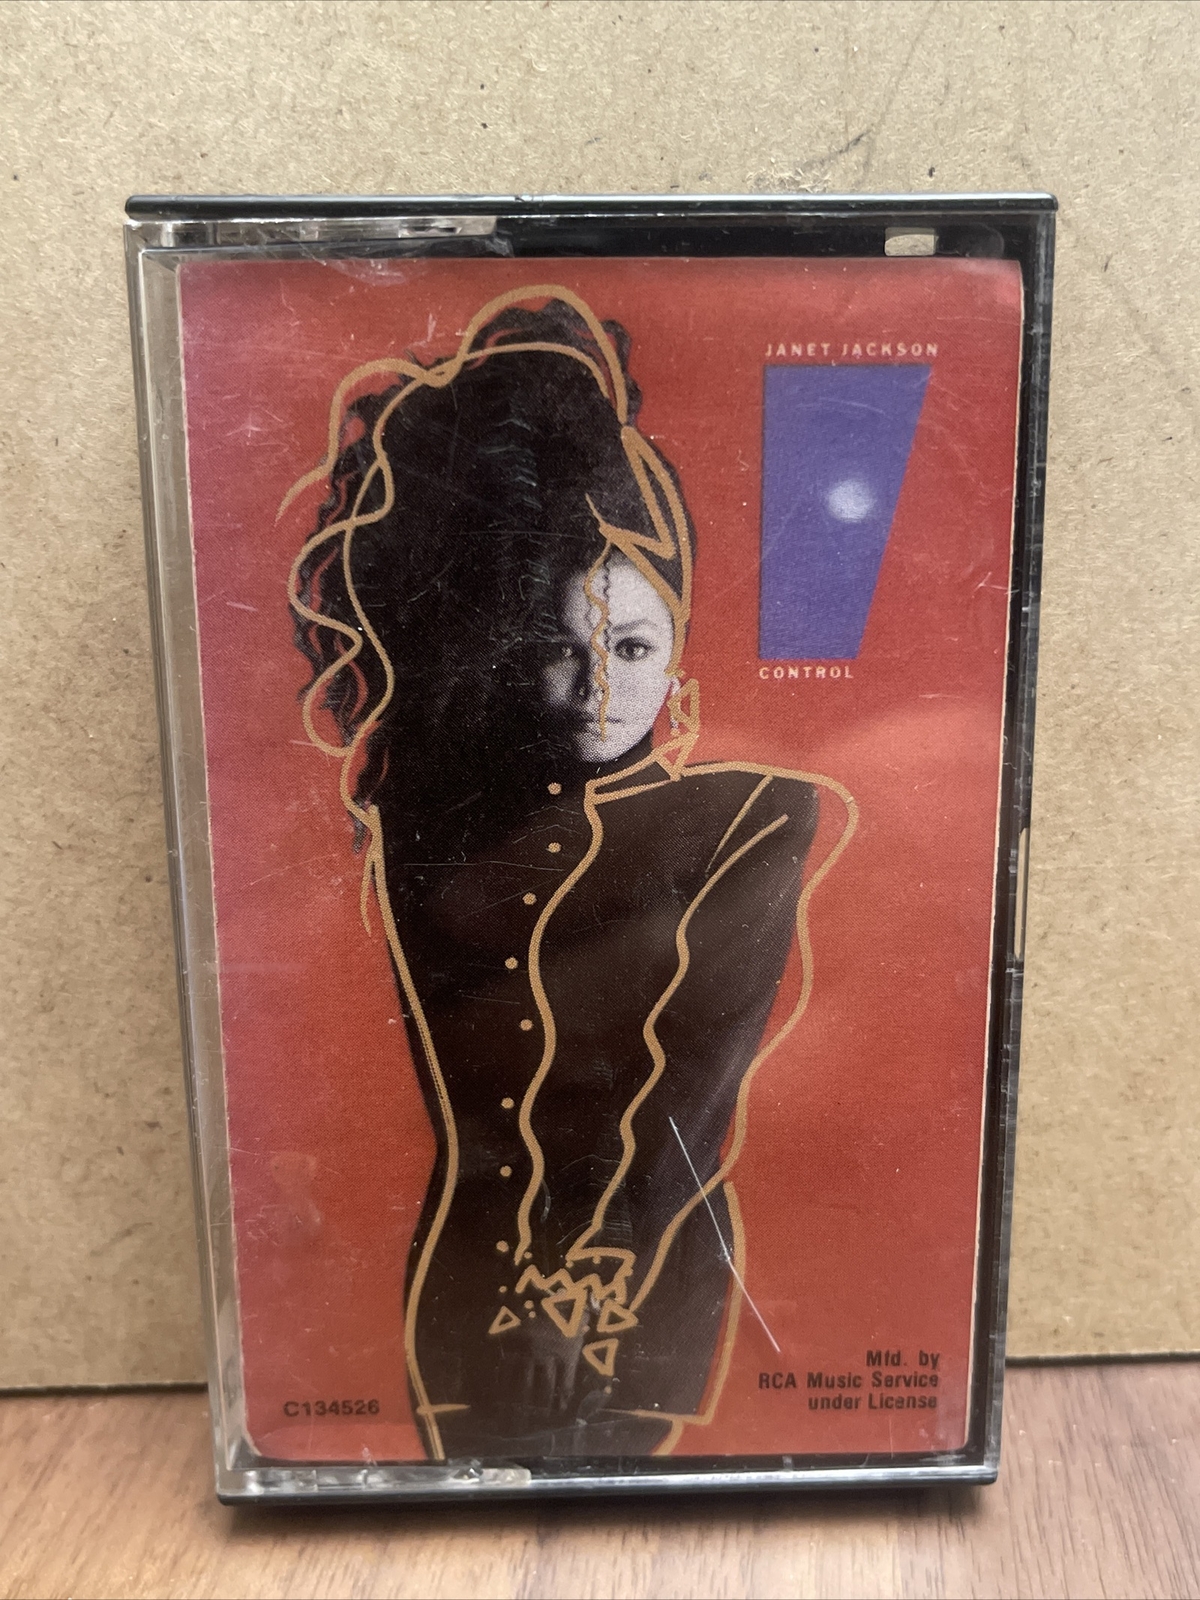 JANET JACKSON
CONTROL
Mfd. by
RCA Music Service
under License
C134526